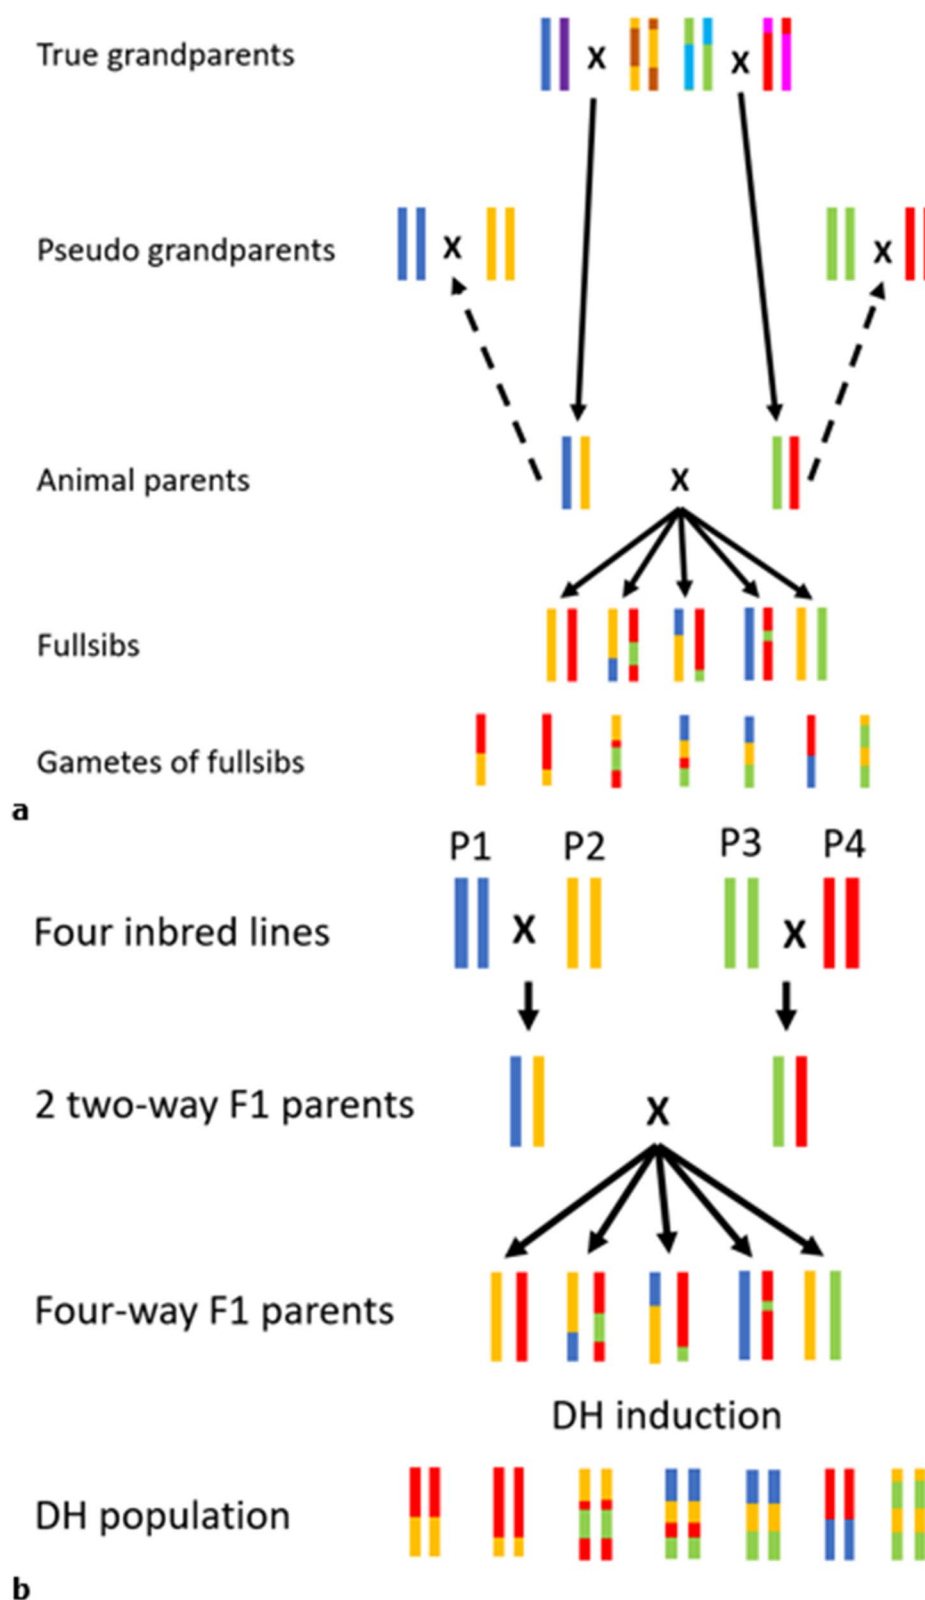 True grandparents
X X
Pseudo grandparents
X X
Animal parents
X
Fullsibs
Gametes of fullsibs
a
P1 P2 P3 P4
Four inbred lines
X X
2 two-way F1 parents
X
Four-way F1 parents
DH induction
DH population
b